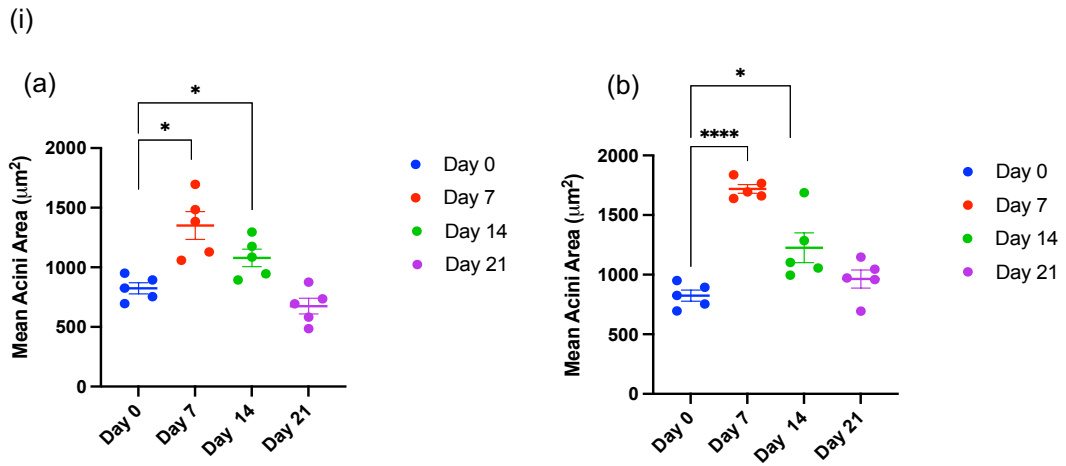 (i)
(a)
*
*
Mean Acini Area (μm²)
2000
1500
1000
500
0
Day 0
Day 7
Day 14
Day 21
Day 0
Day 7
Day 14
Day 21
(b)
*
****
Mean Acini Area (μm²)
2000
1500
1000
500
0
Day 0
Day 7
Day 14
Day 21
Day 0
Day 7
Day 14
Day 21